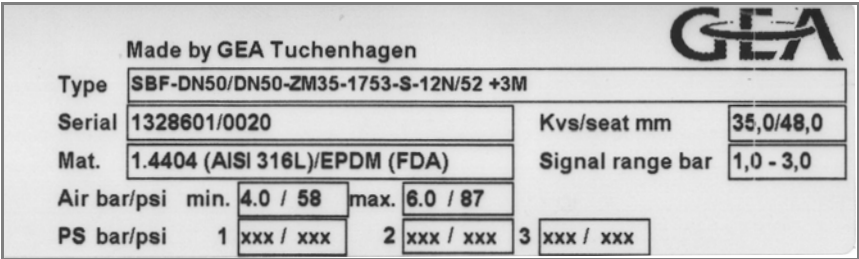 GEA
Made by GEA Tuchenhagen
Type SBF-DN50/DN50-ZM35-1753-S-12N/52 +3M
Serial 1328601/0020 Kvs/seat mm 35,0/48,0
Mat. 1.4404 (AISI 316L)/EPDM (FDA) Signal range bar 1,0 - 3,0
Air bar/psi min. 4.0 / 58 max. 6.0 / 87
PS bar/psi 1 xxx / xxx 2 xxx / xxx 3 xxx / xxx